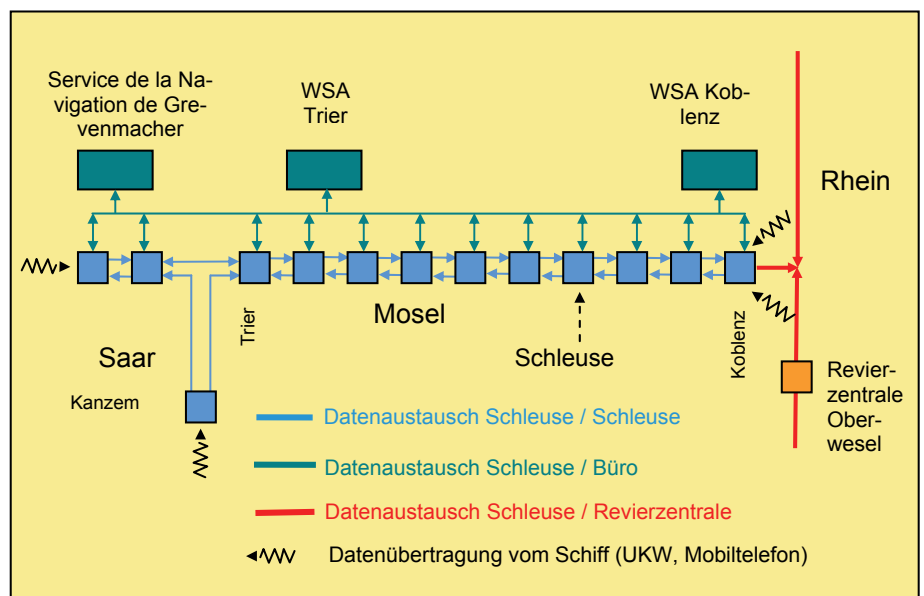 Service de la Na-
vigation de Gre-
venmacher
WSA
Trier
WSA Kob-
lenz
Rhein
Mosel
Trier
Koblenz
Saar
Schleuse
Kanzem
Revier-
zentrale
Ober-
wesel
Datenaustausch Schleuse / Schleuse
Datenaustausch Schleuse / Büro
Datenaustausch Schleuse / Revierzentrale
Datenübertragung vom Schiff (UKW, Mobiltelefon)